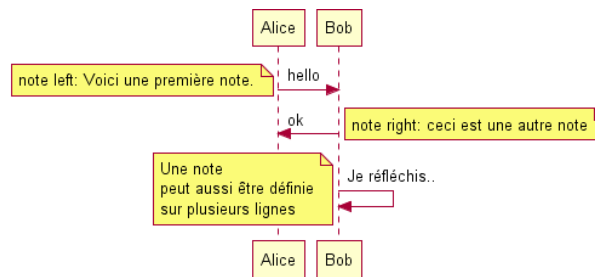 Alice
Bob
note left: Voici une première note.
hello
ok
note right: ceci est une autre note
Une note
peut aussi être définie
sur plusieurs lignes
Je réfléchis..
Alice
Bob